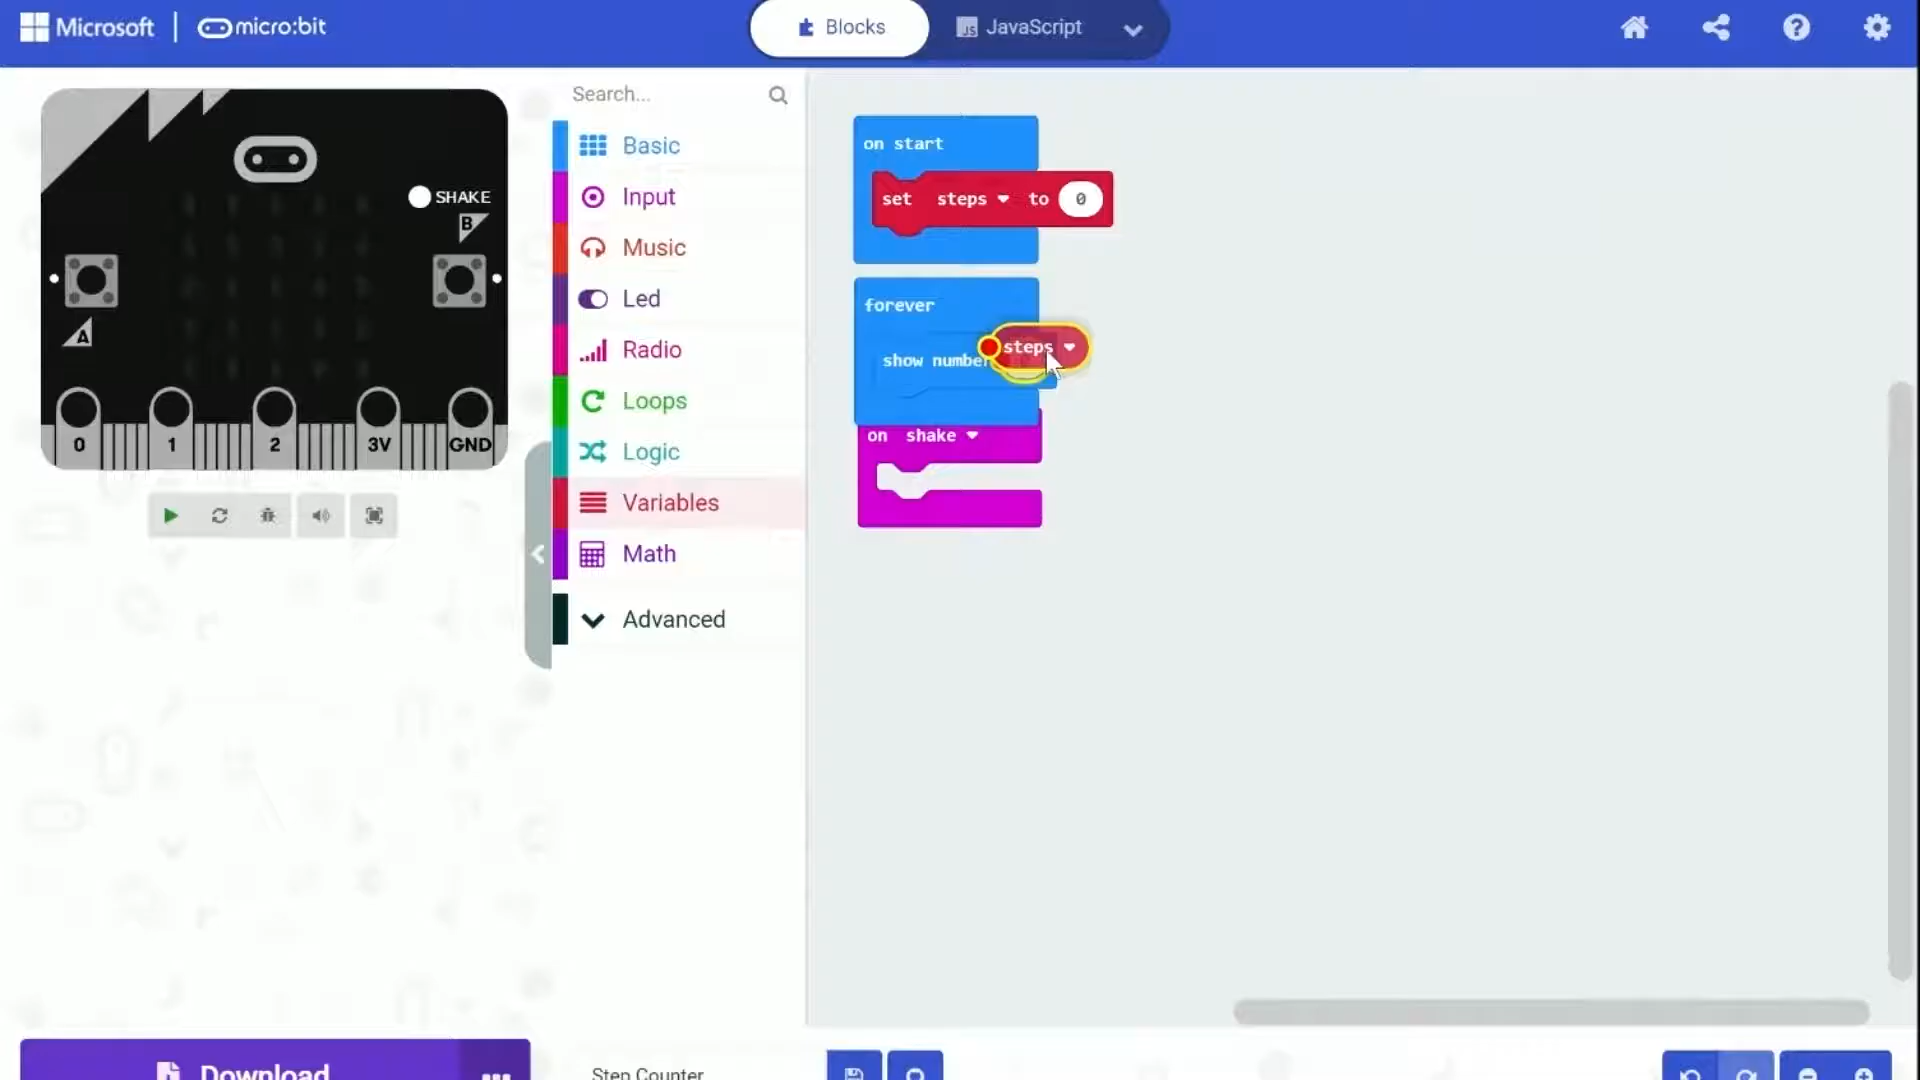 Microsoft | micro:bit
Blocks
JavaScript
SHAKE
B
A
0 1 2 3V GND
Search...
Basic
Input
Music
Led
Radio
Loops
Logic
Variables
Math
Advanced
on start
set steps to 0
forever
show number steps
on shake
Download
Step Counter